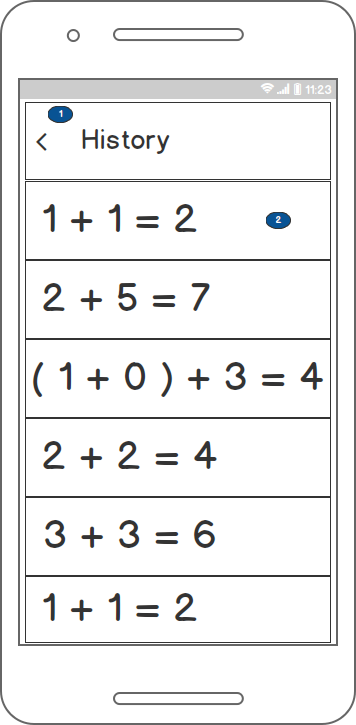 11:23
1
History
1 + 1 = 2
2
2 + 5 = 7
( 1 + 0 ) + 3 = 4
2 + 2 = 4
3 + 3 = 6
1 + 1 = 2